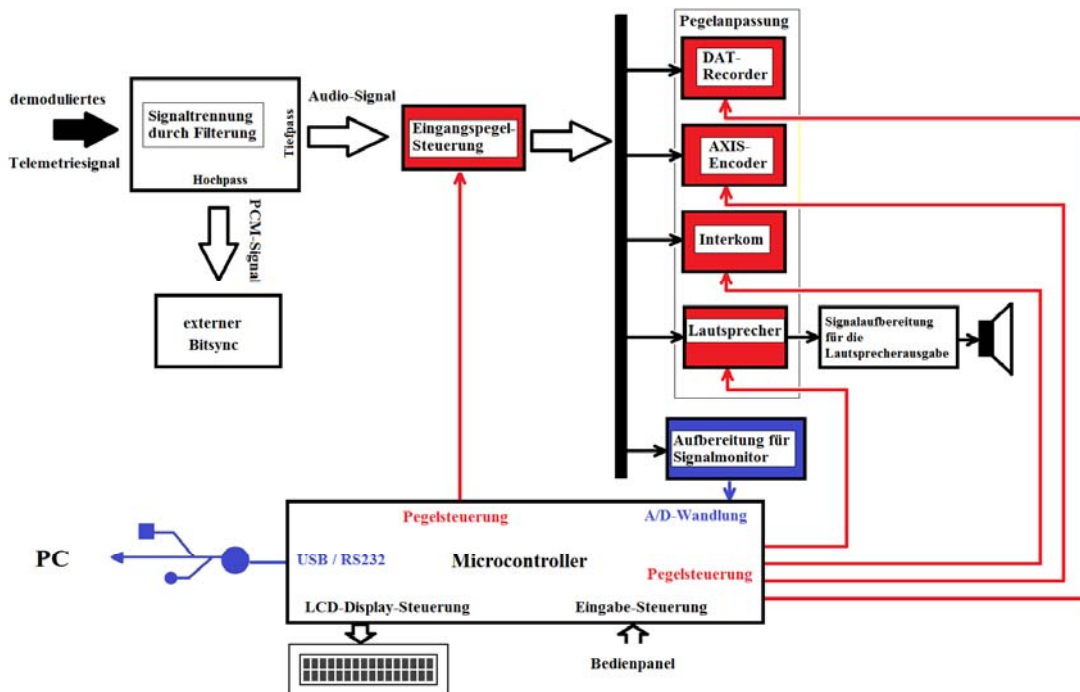 demoduliertes
Telemetriesignal
Signaltrennung
durch Filterung
Tiefpass
Hochpass
Audio-Signal
PCM-Signal
externer
Bitsync
Eingangspegel-
Steuerung
Pegelanpassung
DAT-
Recorder
AXIS-
Encoder
Interkom
Lautsprecher
Signalaufbereitung
für die
Lautsprecherausgabe
Aufbereitung für
Signalmonitor
Pegelsteuerung
A/D-Wandlung
PC
USB / RS232
Microcontroller
Pegelsteuerung
LCD-Display-Steuerung
Eingabe-Steuerung
Bedienpanel